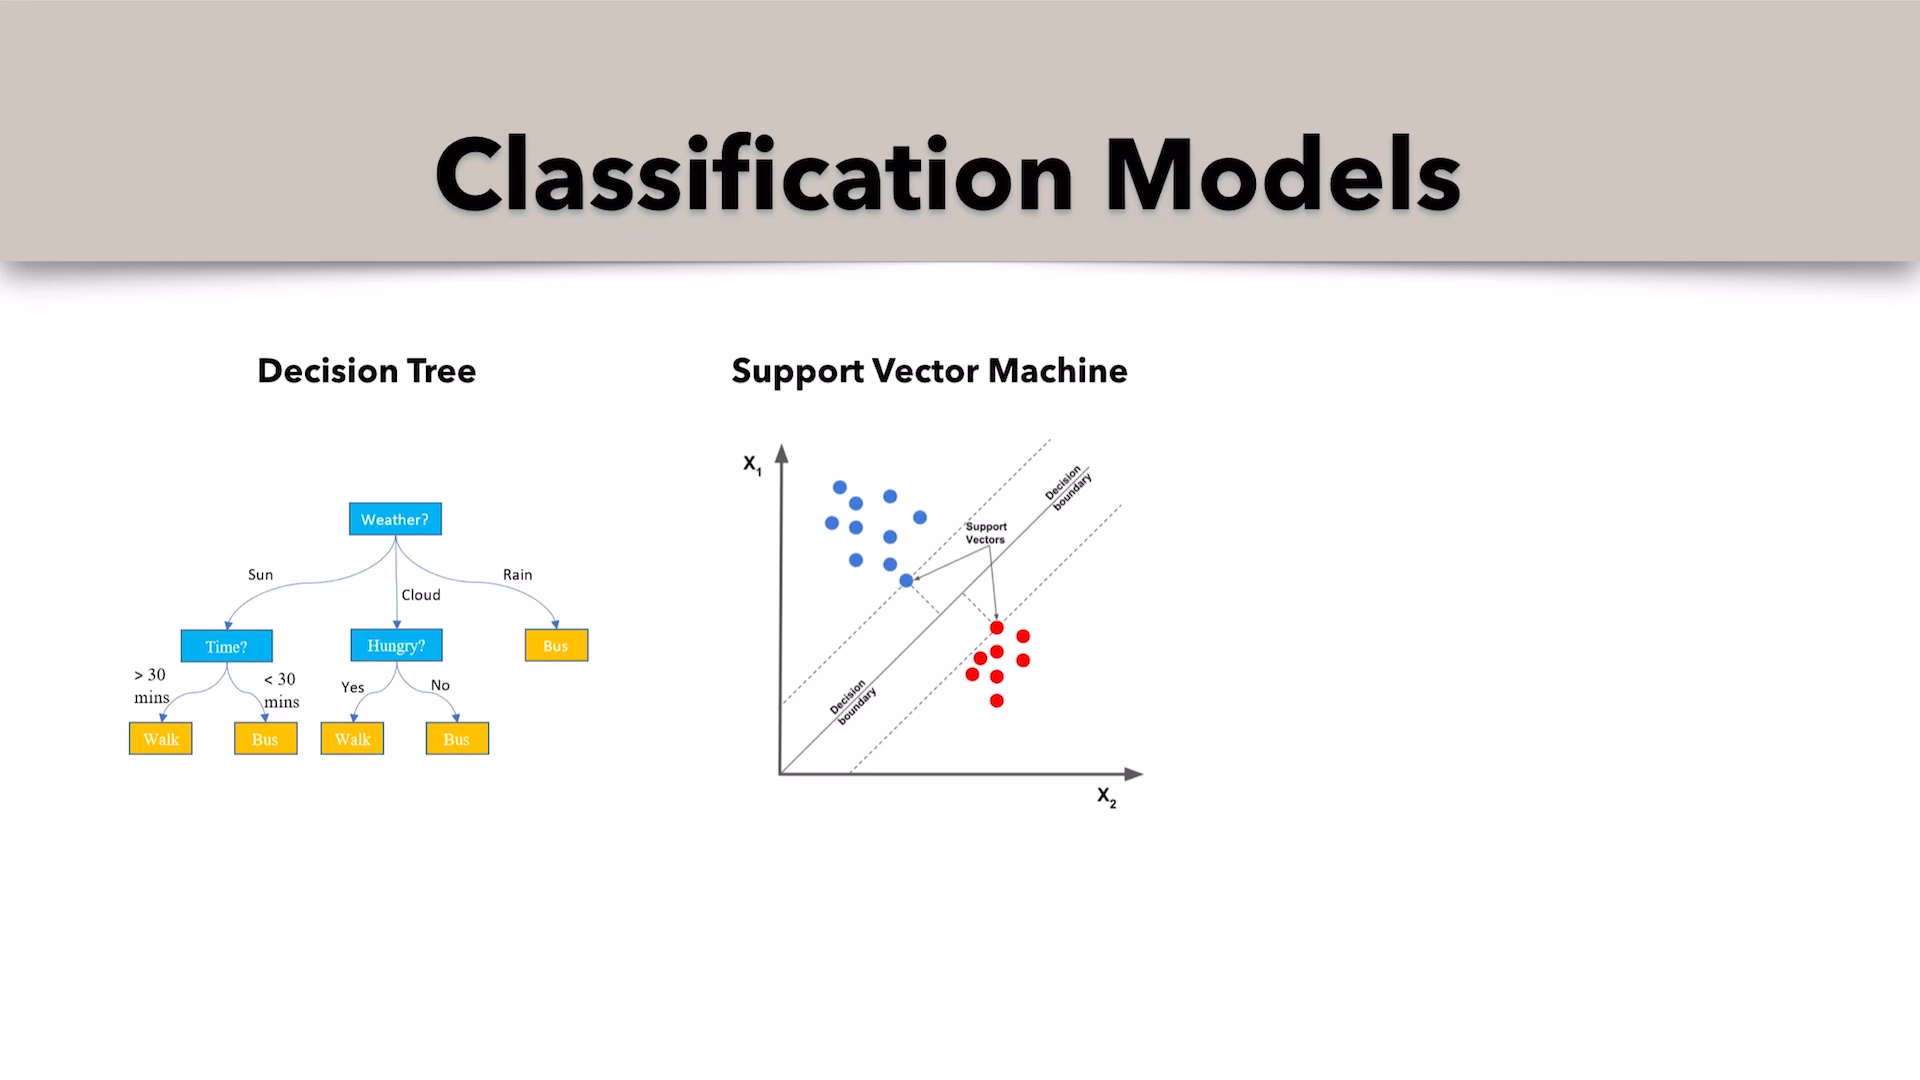 Classification Models
Decision Tree
Weather?
Sun
Cloud
Rain
Time?
Hungry?
Bus
> 30
mins
< 30
mins
Yes
No
Walk
Bus
Walk
Bus
Support Vector Machine
X₁
Decision
boundary
Support
Vectors
Decision
boundary
X₂